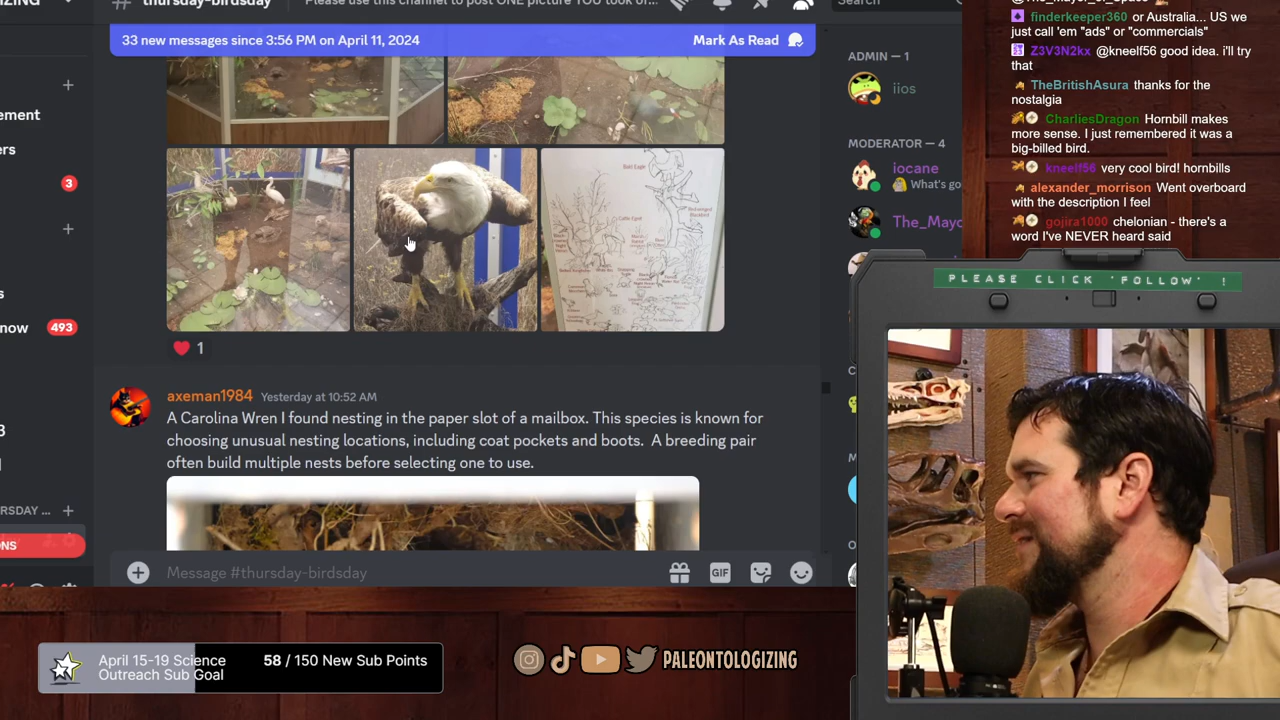 thursday-birdsday
Please use this channel to post ONE picture YOU took of...
Search
33 new messages since 3:56 PM on April 11, 2024
Mark As Read
ement
ers
3
s
now
493
3
RSDAY ...
ONS
1
axeman1984 Yesterday at 10:52 AM
A Carolina Wren I found nesting in the paper slot of a mailbox. This species is known for
choosing unusual nesting locations, including coat pockets and boots. A breeding pair
often build multiple nests before selecting one to use.
Message #thursday-birdsday
GIF
ADMIN — 1
iios
MODERATOR — 4
iocane
What's go
The_Mayo
finderkeeper360 or Australia... US we
just call 'em "ads" or "commercials"
Z3V3N2kx @kneelf56 good idea. i'll try
that
TheBritishAsura thanks for the
nostalgia
CharliesDragon Hornbill makes
more sense. I just remembered it was a
big-billed bird.
kneelf56 very cool bird! hornbills
alexander_morrison Went overboard
with the description I feel
gojira1000 chelonian - there's a
word I've NEVER heard said
PLEASE CLICK 'FOLLOW' !
April 15-19 Science
Outreach Sub Goal
58 / 150 New Sub Points
PALEONTOLOGIZING